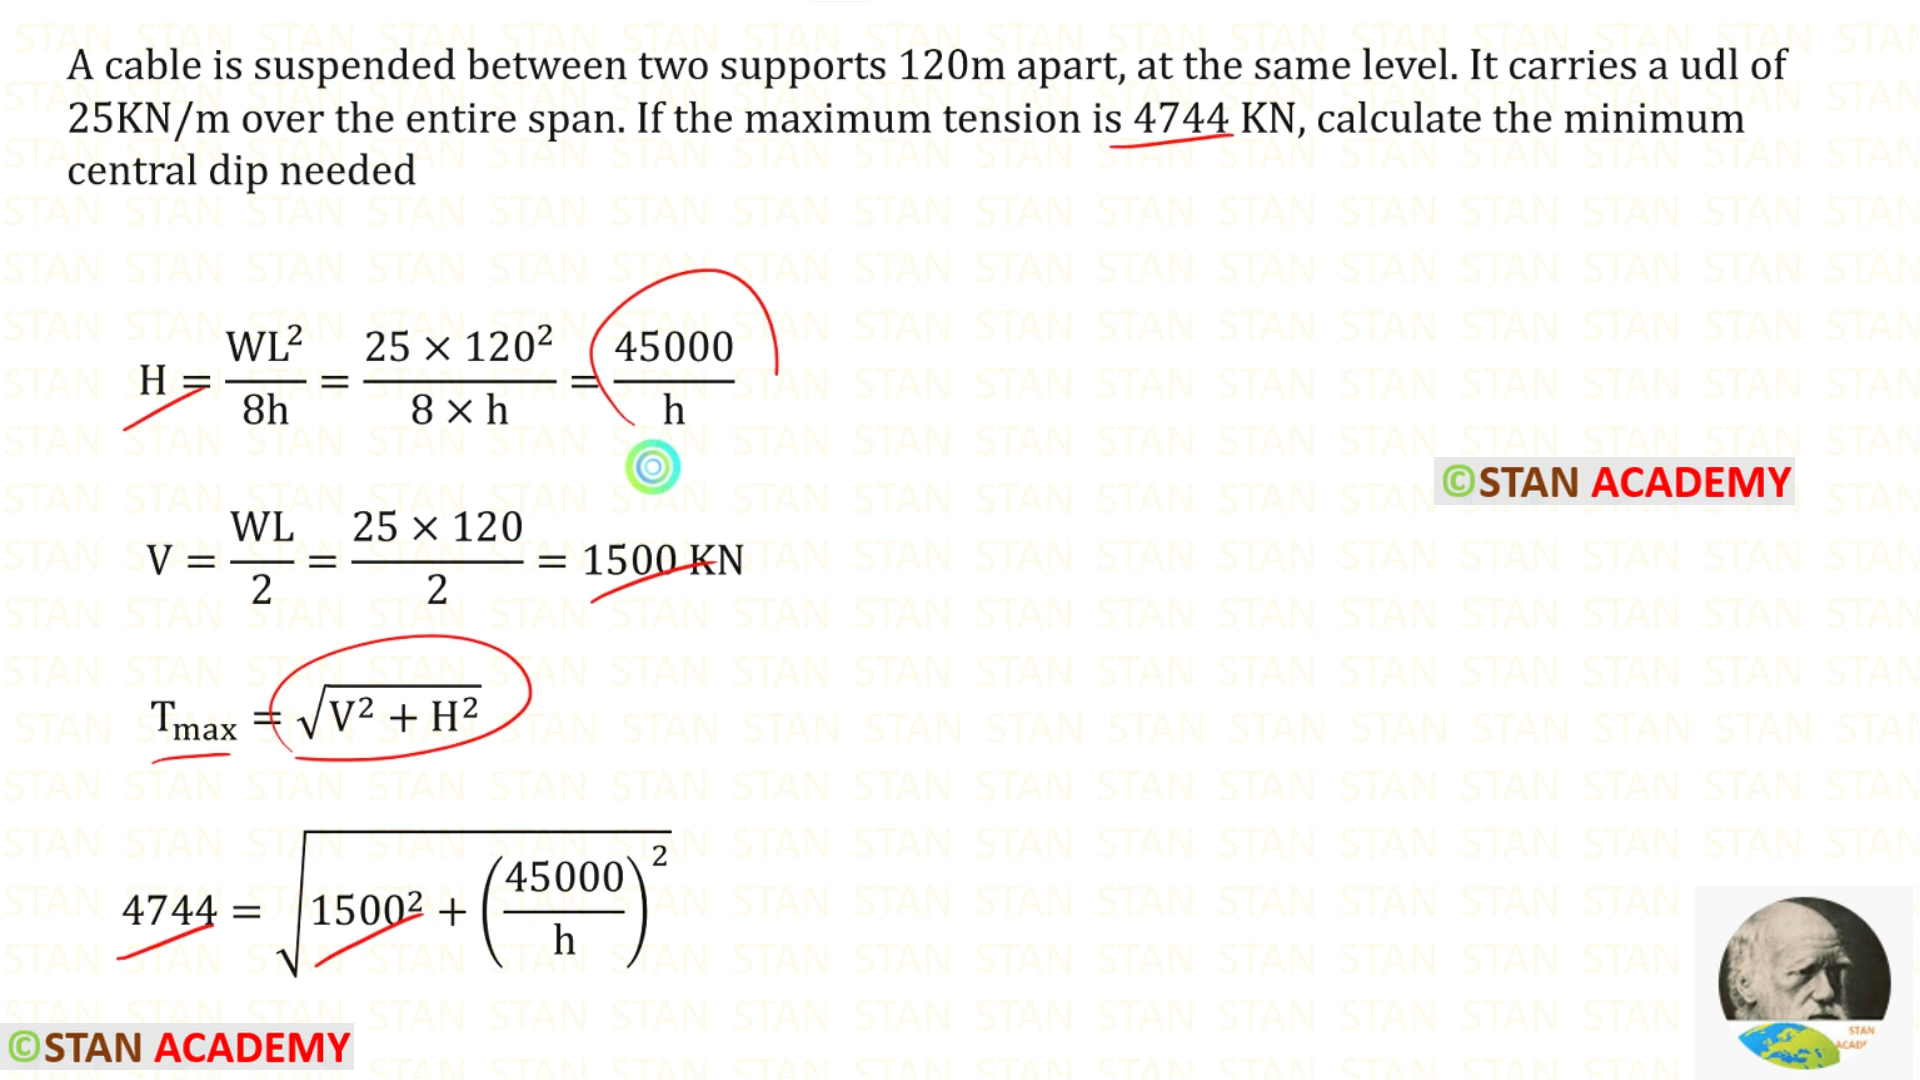 A cable is suspended between two supports 120m apart, at the same level. It carries a udl of
25KN/m over the entire span. If the maximum tension is 4744 KN, calculate the minimum
central dip needed
H = WL²/8h = 25 × 120²/8 × h = 45000/h
©STAN ACADEMY
V = WL/2 = 25 × 120/2 = 1500 KN
Tmax = √V² + H²
4744 = √1500² + (45000/h)²
©STAN ACADEMY
STAN